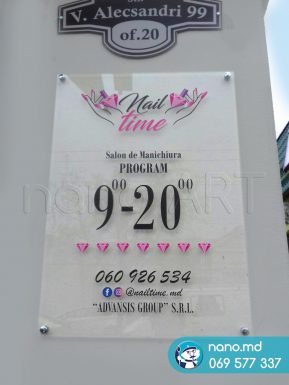 V. Alecsandri 99
of.20
Nail
time
Salon de Manichiura
PROGRAM
9⁰⁰-20⁰⁰
060 926 534
@nailtime.md
"ADVANSIS GROUP" S.R.L.
nanoART
nano.md
069 577 337